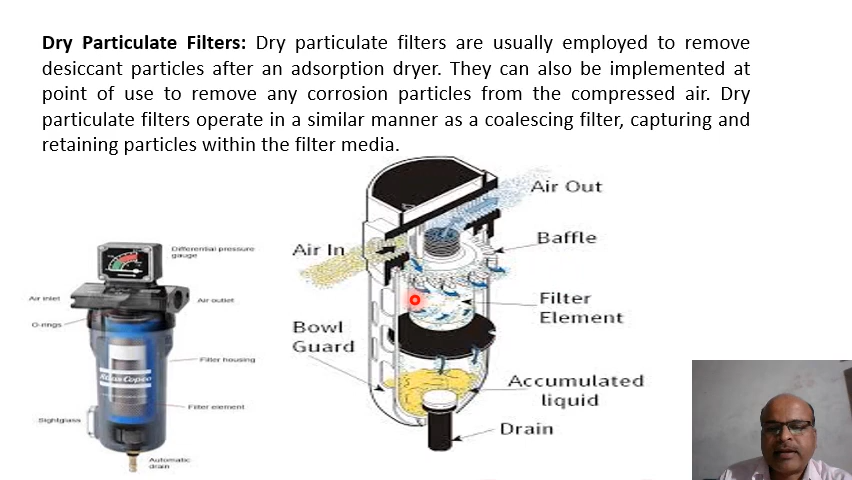 Dry Particulate Filters: Dry particulate filters are usually employed to remove
desiccant particles after an adsorption dryer. They can also be implemented at
point of use to remove any corrosion particles from the compressed air. Dry
particulate filters operate in a similar manner as a coalescing filter, capturing and
retaining particles within the filter media.
Air Out
Air In
Baffle
Filter
Element
Bowl
Guard
Accumulated
liquid
Drain
Differential pressure
gauge
Air inlet
Air outlet
O-rings
Filter housing
Atlas Copco
Filter element
Sightglass
Automatic
drain